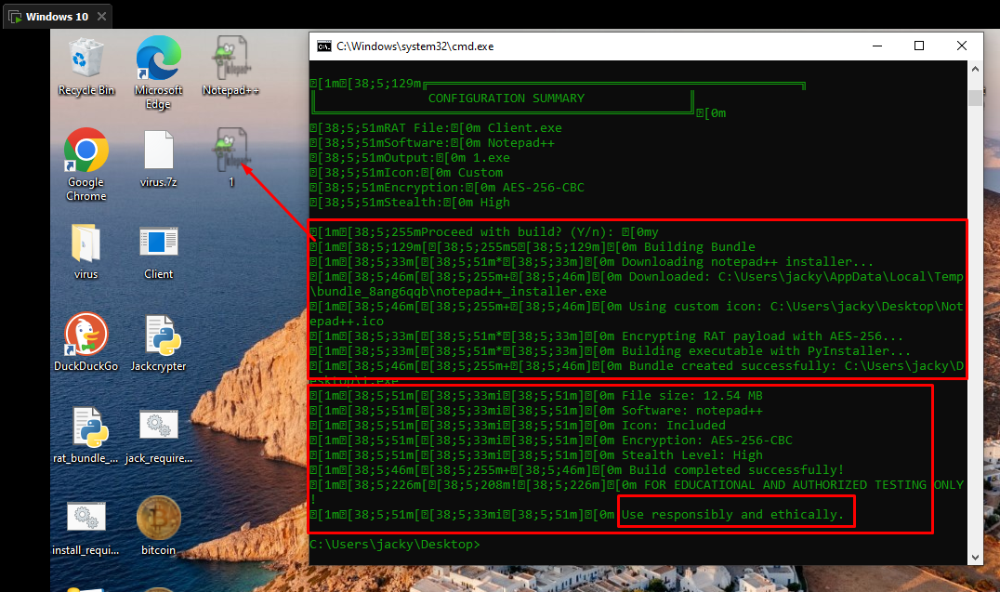 Windows 10
C:\Windows\system32\cmd.exe
Recycle Bin
Microsoft Edge
Notepad++
Google Chrome
virus.7z
1
virus
Client
DuckDuckGo
Jackcrypter
rat_bundle_...
jack_require...
install_requi...
bitcoin
[1m[38;5;129m
CONFIGURATION SUMMARY
[0m
[38;5;51mRAT File:[0m Client.exe
[38;5;51mSoftware:[0m Notepad++
[38;5;51mOutput:[0m 1.exe
[38;5;51mIcon:[0m Custom
[38;5;51mEncryption:[0m AES-256-CBC
[38;5;51mStealth:[0m High
[1m[38;5;255mProceed with build? (Y/n): [0my
[1m[38;5;129m[[38;5;255m5[38;5;129m][0m Building Bundle
[1m[38;5;33m[[38;5;51m*[38;5;33m][0m Downloading notepad++ installer...
[1m[38;5;46m[[38;5;255m+[38;5;46m][0m Downloaded: C:\Users\jacky\AppData\Local\Temp
\bundle_8ang6qqb\notepad++_installer.exe
[1m[38;5;46m[[38;5;255m+[38;5;46m][0m Using custom icon: C:\Users\jacky\Desktop\Not
epad++.ico
[1m[38;5;33m[[38;5;51m*[38;5;33m][0m Encrypting RAT payload with AES-256...
[1m[38;5;33m[[38;5;51m*[38;5;33m][0m Building executable with PyInstaller...
[1m[38;5;46m[[38;5;255m+[38;5;46m][0m Bundle created successfully: C:\Users\jacky\D
esktop\1.exe
[1m[38;5;51m[[38;5;33mi[38;5;51m][0m File size: 12.54 MB
[1m[38;5;51m[[38;5;33mi[38;5;51m][0m Software: notepad++
[1m[38;5;51m[[38;5;33mi[38;5;51m][0m Icon: Included
[1m[38;5;51m[[38;5;33mi[38;5;51m][0m Encryption: AES-256-CBC
[1m[38;5;51m[[38;5;33mi[38;5;51m][0m Stealth Level: High
[1m[38;5;46m[[38;5;255m+[38;5;46m][0m Build completed successfully!
[1m[38;5;226m[[38;5;208m![38;5;226m][0m FOR EDUCATIONAL AND AUTHORIZED TESTING ONLY
!
[1m[38;5;51m[[38;5;33mi[38;5;51m][0m Use responsibly and ethically.
C:\Users\jacky\Desktop>